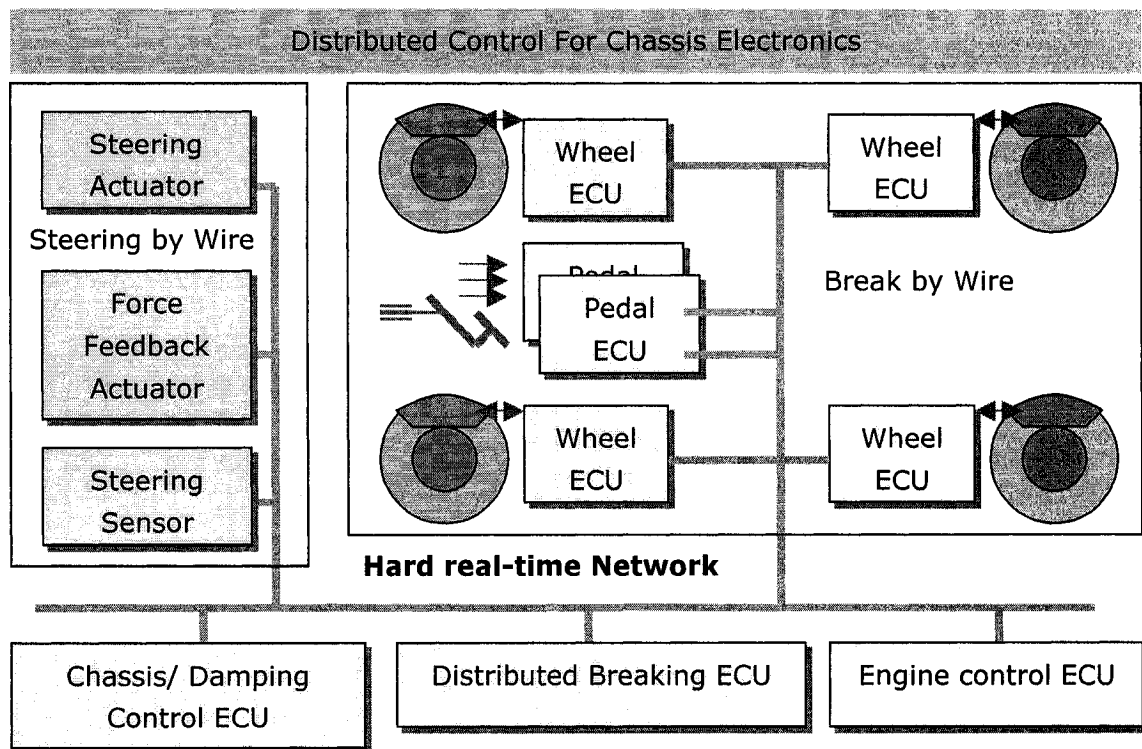 Distributed Control For Chassis Electronics
Steering
Actuator
Steering by Wire
Force
Feedback
Actuator
Steering
Sensor
Wheel
ECU
Wheel
ECU
Pedal
Pedal
ECU
Break by Wire
Wheel
ECU
Wheel
ECU
Hard real-time Network
Chassis/ Damping
Control ECU
Distributed Breaking ECU
Engine control ECU